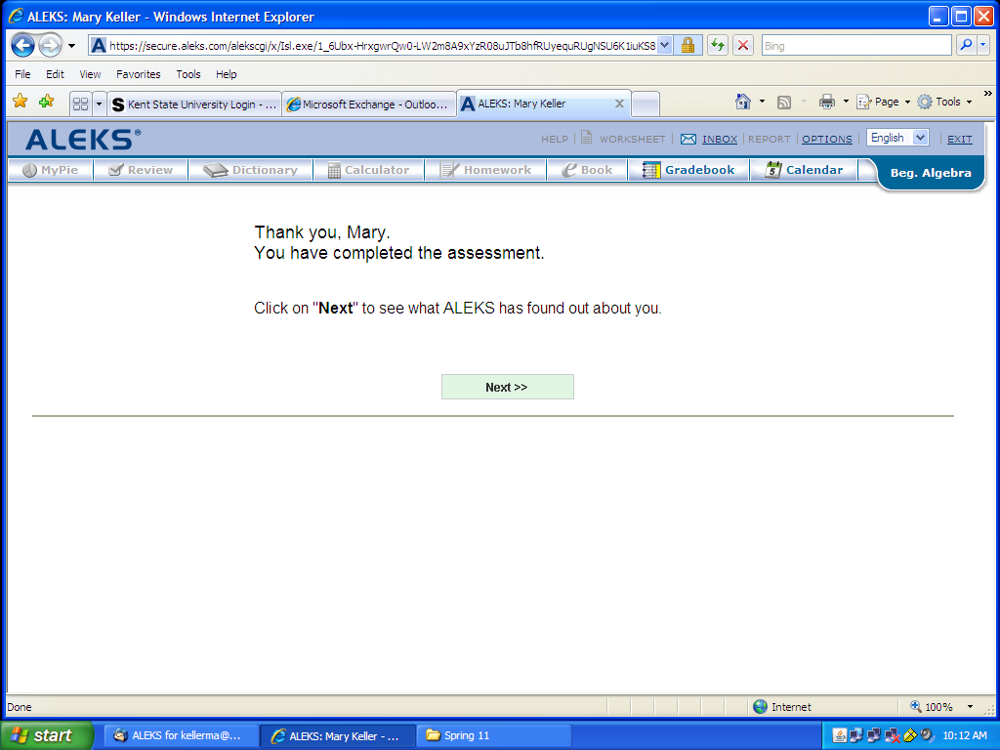 ALEKS: Mary Keller - Windows Internet Explorer
https://secure.aleks.com/alekscgi/x/Isl.exe/1_6Ubx-HrxgwrQw0-LW2m8A9xYzR08uJTb8hfRUyequRUgNSU6K1iuKS8
Bing
File Edit View Favorites Tools Help
Kent State University Login - ... Microsoft Exchange - Outloo... ALEKS: Mary Keller Page Tools »
ALEKS® HELP | WORKSHEET | INBOX | REPORT | OPTIONS | English | EXIT
MyPie Review Dictionary Calculator Homework eBook Gradebook 5 Calendar Beg. Algebra
Thank you, Mary.
You have completed the assessment.
Click on "Next" to see what ALEKS has found out about you.
Next >>
Done Internet 100%
start ALEKS for kellerma@... ALEKS: Mary Keller - ... Spring 11 10:12 AM